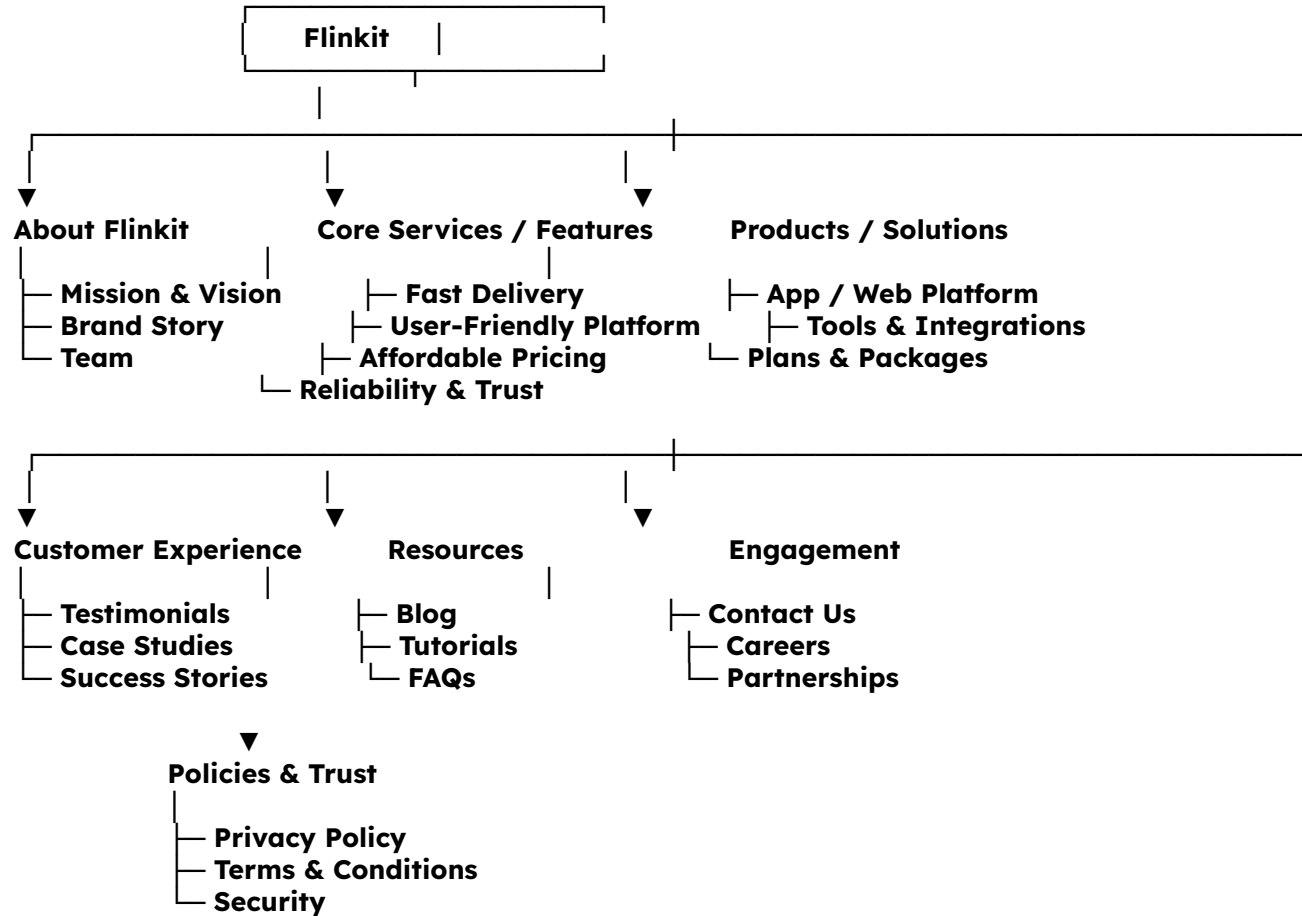 Flinkit
About Flinkit Core Services / Features Products / Solutions
├─ Mission & Vision ├─ Fast Delivery ├─ App / Web Platform
├─ Brand Story ├─ User-Friendly Platform ├─ Tools & Integrations
└─ Team ├─ Affordable Pricing └─ Plans & Packages
└─ Reliability & Trust
Customer Experience Resources Engagement
├─ Testimonials ├─ Blog ├─ Contact Us
├─ Case Studies ├─ Tutorials ├─ Careers
└─ Success Stories └─ FAQs └─ Partnerships
Policies & Trust
├─ Privacy Policy
├─ Terms & Conditions
└─ Security